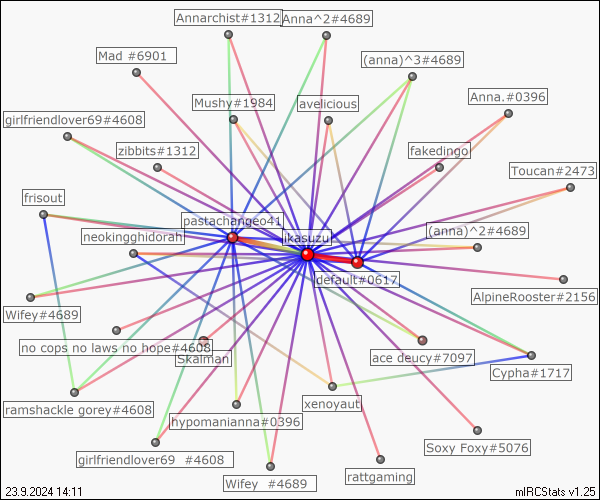 Annarchist#1312
Anna^2#4689
Mad #6901
(anna)^3#4689
Anna.#0396
Mushy#1984
avelicious
girlfriendlover69#4608
zibbits#1312
fakedingo
Toucan#2473
frisout
pastachangeo41
(anna)^2#4689
neokingghidorah
ikasuzu
default#0617
AlpineRooster#2156
Wifey#4689
no cops no laws no hope#4608
Skalman
ace deucy#7097
Cypha#1717
ramshackle gorey#4608
hypomanianna#0396
xenoyaut
Soxy Foxy#5076
girlfriendlover69 #4608
Wifey #4689
rattgaming
23.9.2024 14:11
mIRCStats v1.25